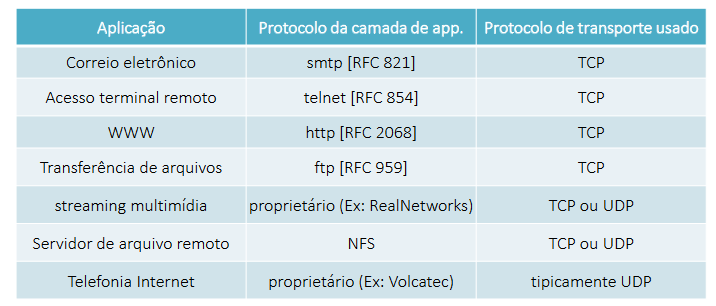 Aplicação Protocolo da camada de app. Protocolo de transporte usado
Correio eletrônico smtp [RFC 821] TCP
Acesso terminal remoto telnet [RFC 854] TCP
WWW http [RFC 2068] TCP
Transferência de arquivos ftp [RFC 959] TCP
streaming multimídia proprietário (Ex: RealNetworks) TCP ou UDP
Servidor de arquivo remoto NFS TCP ou UDP
Telefonia Internet proprietário (Ex: Volcatec) tipicamente UDP